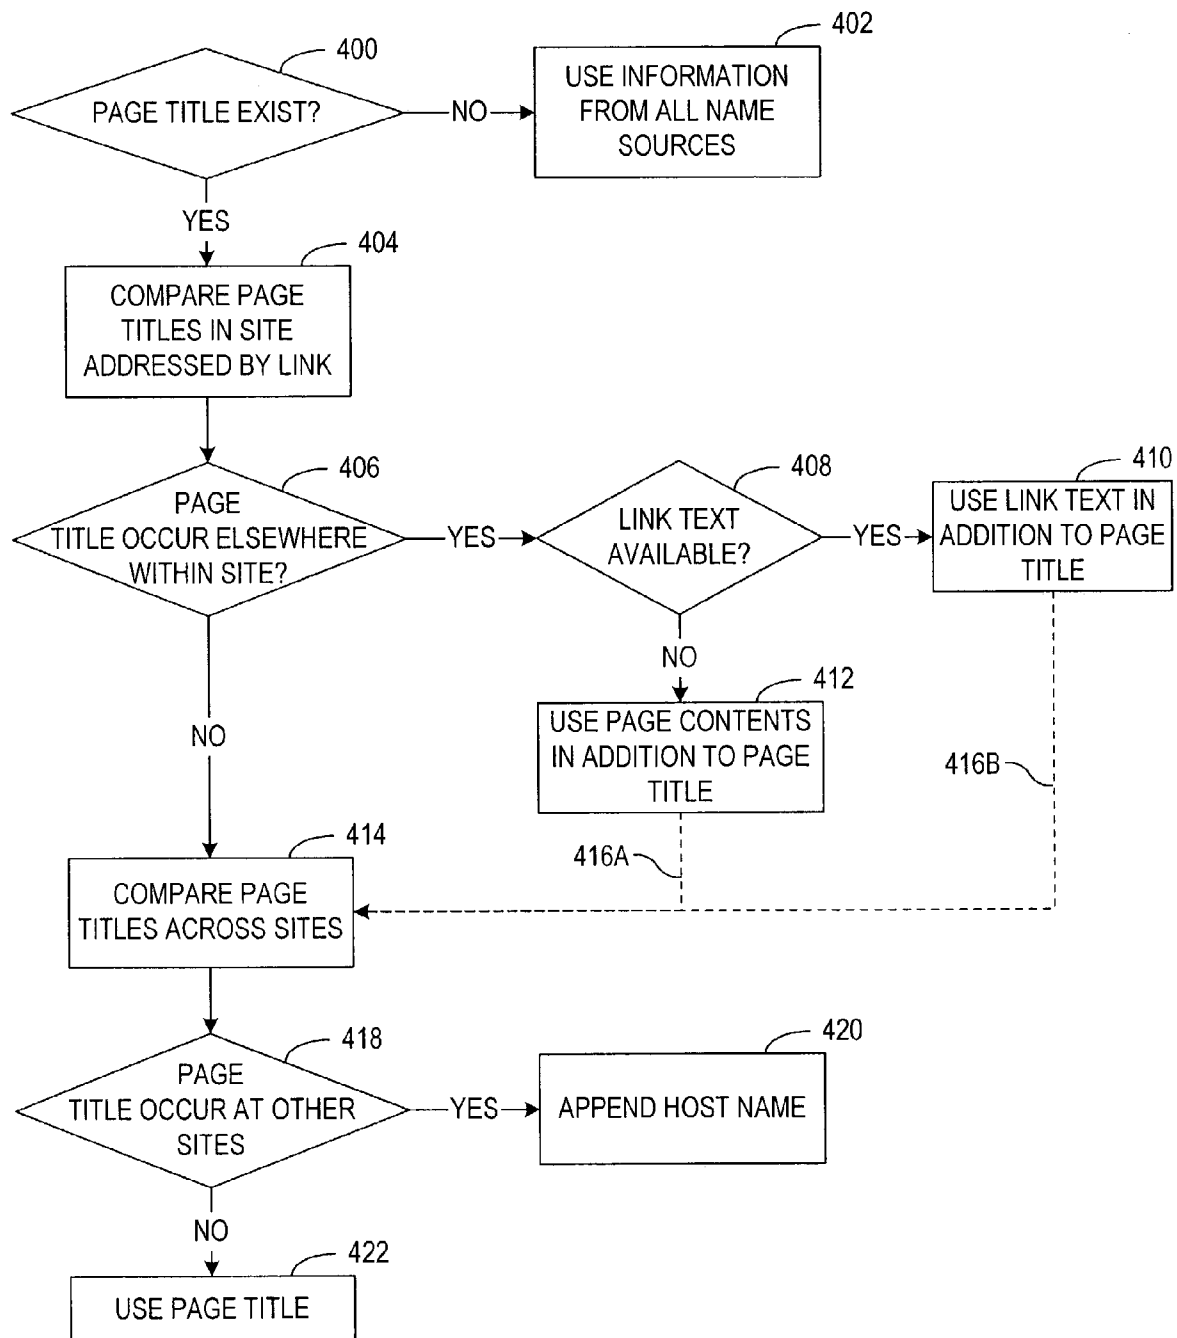 400
PAGE TITLE EXIST?
NO
402
USE INFORMATION
FROM ALL NAME
SOURCES
YES
404
COMPARE PAGE
TITLES IN SITE
ADDRESSED BY LINK
406
PAGE
TITLE OCCUR ELSEWHERE
WITHIN SITE?
YES
408
LINK TEXT
AVAILABLE?
YES
410
USE LINK TEXT IN
ADDITION TO PAGE
TITLE
NO
412
USE PAGE CONTENTS
IN ADDITION TO PAGE
TITLE
416A
416B
NO
414
COMPARE PAGE
TITLES ACROSS SITES
418
PAGE
TITLE OCCUR AT OTHER
SITES
YES
420
APPEND HOST NAME
NO
422
USE PAGE TITLE